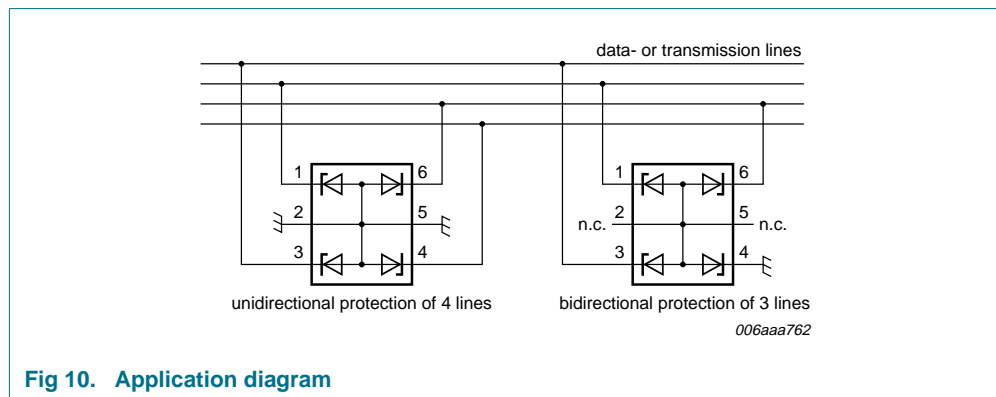 data- or transmission lines
1 6 1 6
2 5 n.c. 2 5 n.c.
3 4 3 4
unidirectional protection of 4 lines
bidirectional protection of 3 lines
006aaa762
Fig 10. Application diagram